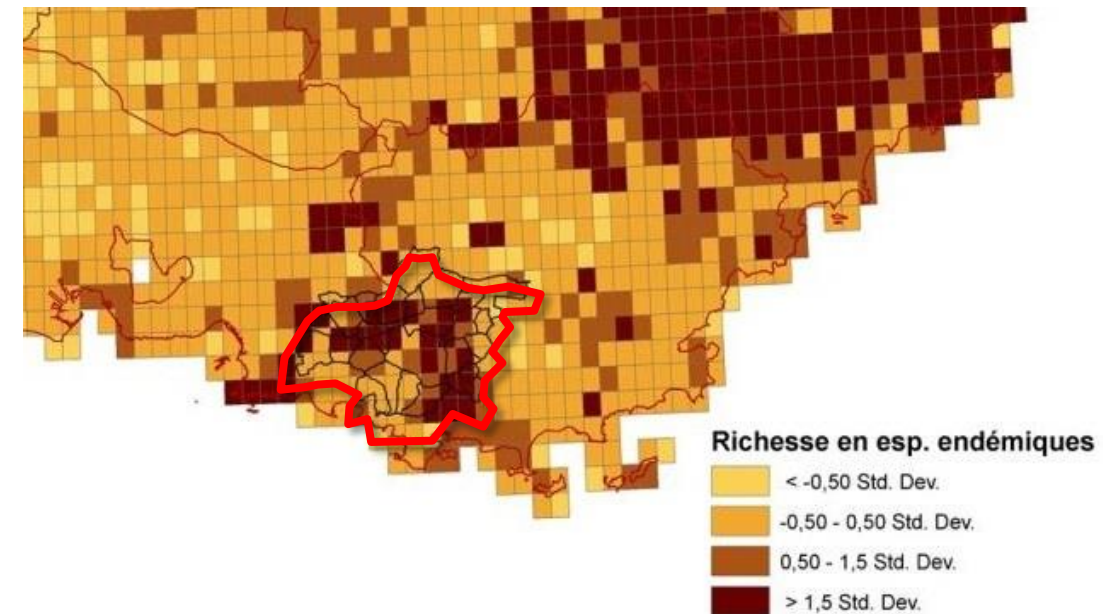 Richesse en esp. endémiques
< -0,50 Std. Dev.
-0,50 - 0,50 Std. Dev.
0,50 - 1,5 Std. Dev.
> 1,5 Std. Dev.